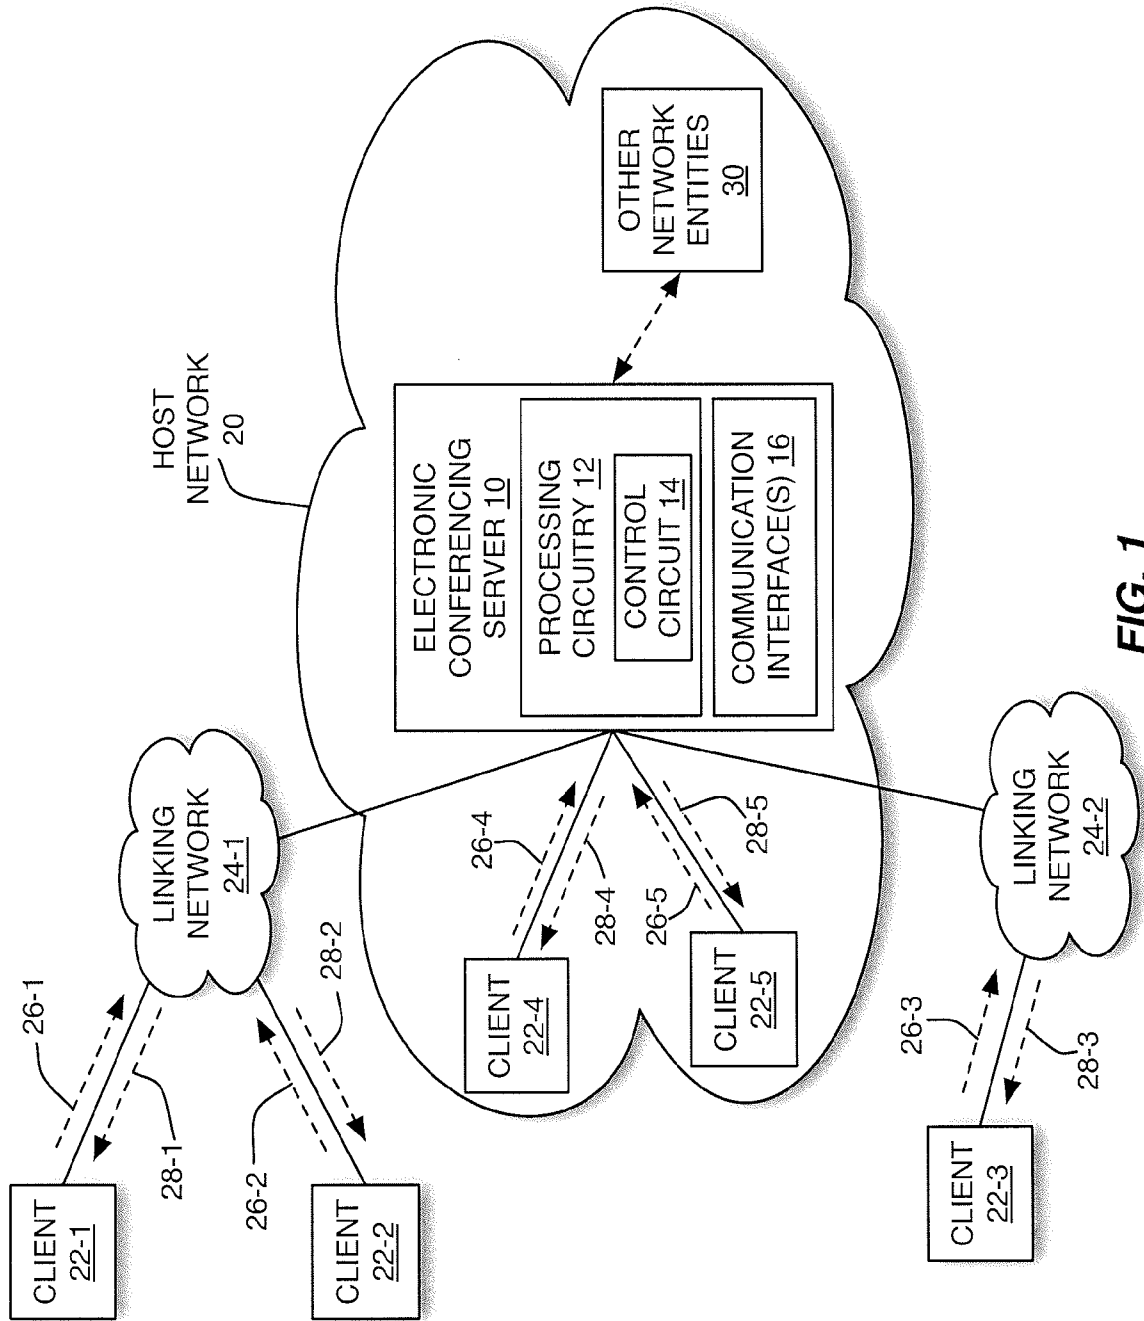 CLIENT
22-1
26-1
28-1
LINKING
NETWORK
24-1
HOST
NETWORK
20
CLIENT
22-2
26-2
28-2
ELECTRONIC
CONFERENCING
SERVER 10
PROCESSING
CIRCUITRY 12
CONTROL
CIRCUIT 14
COMMUNICATION
INTERFACE(S) 16
OTHER
NETWORK
ENTITIES
30
CLIENT
22-4
26-4
28-4
CLIENT
22-5
26-5
28-5
CLIENT
22-3
26-3
28-3
LINKING
NETWORK
24-2
FIG. 1